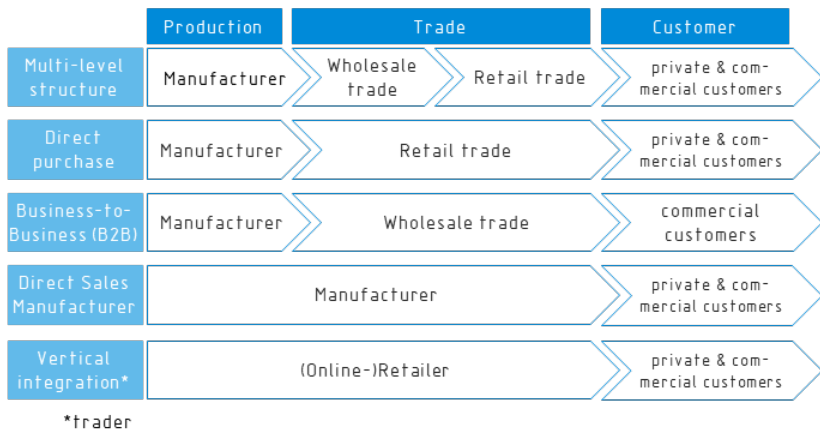 Production Trade Customer
Multi-level
structure
Manufacturer
Wholesale
trade
Retail trade
private & com-
mercial customers
Direct
purchase
Manufacturer
Retail trade
private & com-
mercial customers
Business-to-
Business (B2B)
Manufacturer
Wholesale trade
commercial
customers
Direct Sales
Manufacturer
Manufacturer
private & com-
mercial customers
Vertical
integration*
(Online-)Retailer
private & com-
mercial customers
*trader